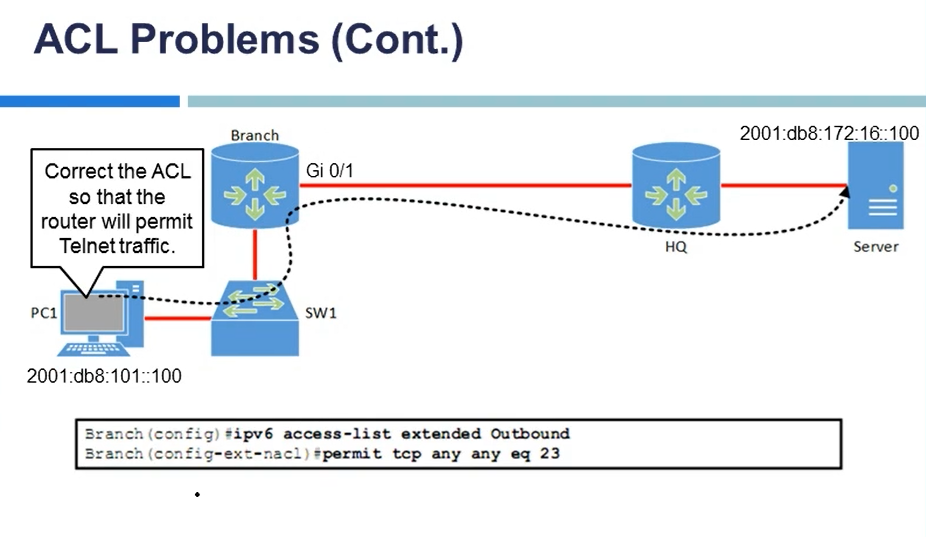 ACL Problems (Cont.)
Branch
2001:db8:172:16::100
Correct the ACL
so that the
router will permit
Telnet traffic.
Gi 0/1
HQ
Server
PC1
SW1
2001:db8:101::100
Branch(config)#ipv6 access-list extended Outbound
Branch(config-ext-nacl)#permit tcp any any eq 23